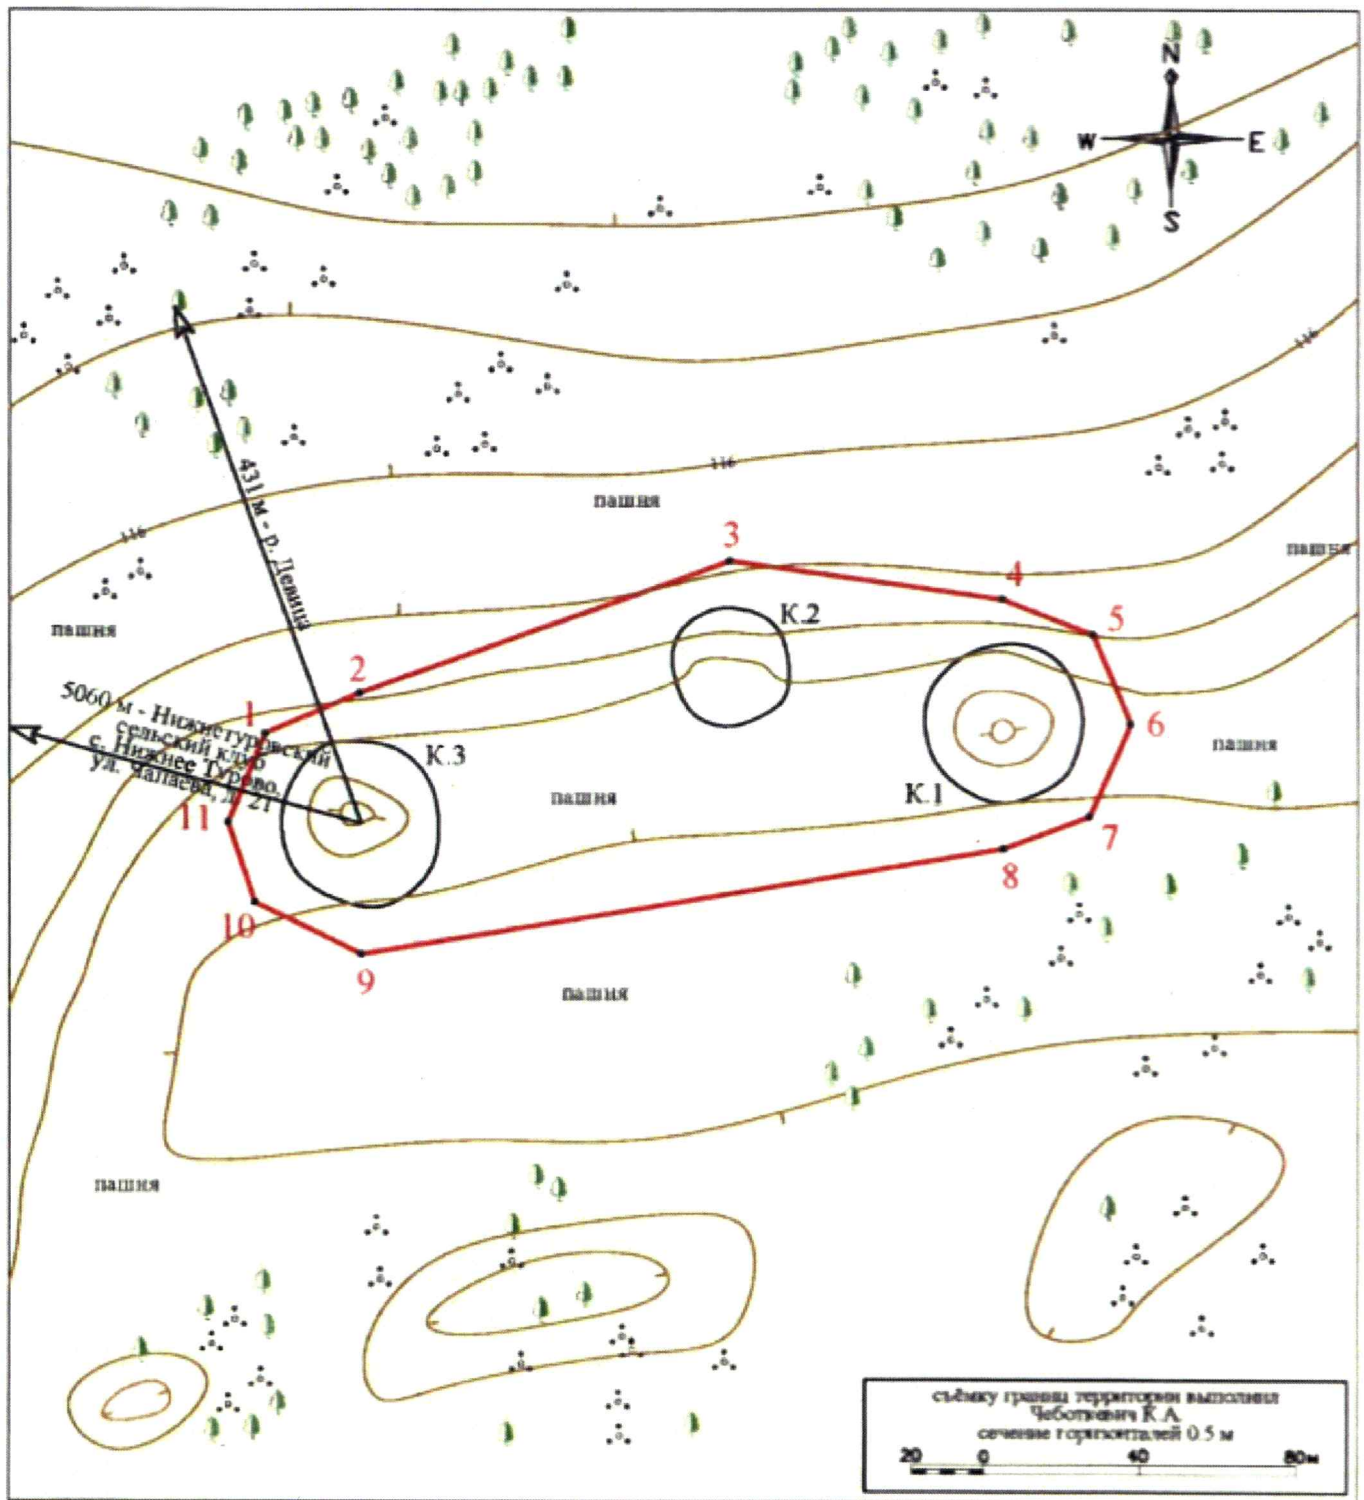 N
W
E
S
116
116
116
пашня
пашня
пашня
431 м - р. Девица
3
4
5
К.2
2
1
6
5060 м - Нижнетуровский
сельский клуб
с. Нижнее Турово,
ул. Чапаева, д. 21
К.3
пашня
пашня
К.1
11
7
8
10
9
пашня
пашня
съёмку границ территории выполнил
Чеботкевич К.А.
сечение горизонталей 0.5 м
20 0 40 80м